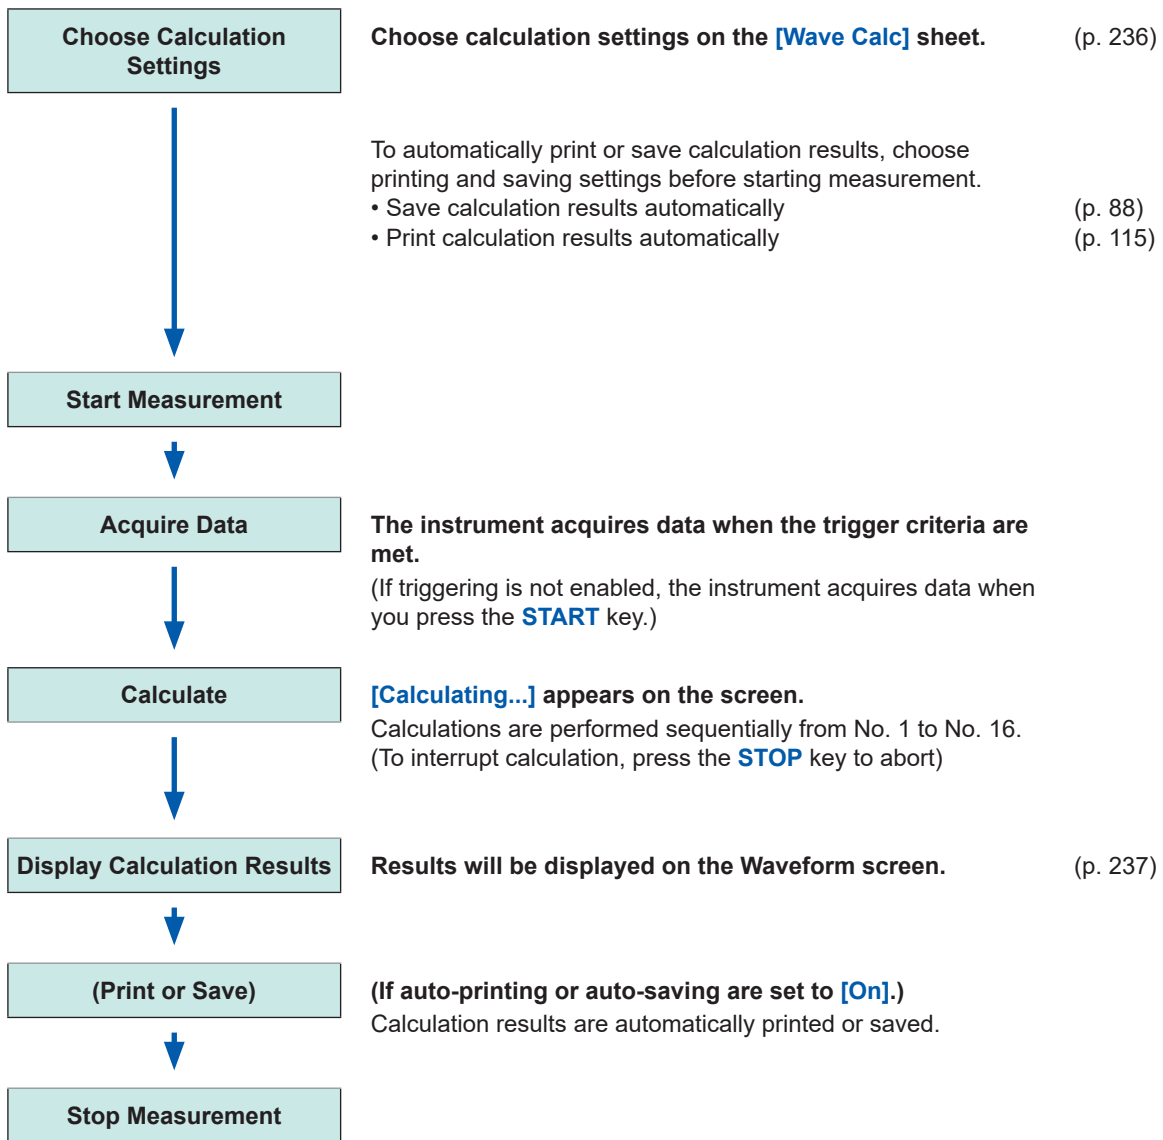 Choose Calculation
Settings
Choose calculation settings on the [Wave Calc] sheet. (p. 236)
To automatically print or save calculation results, choose
printing and saving settings before starting measurement.
• Save calculation results automatically (p. 88)
• Print calculation results automatically (p. 115)
Start Measurement
Acquire Data
The instrument acquires data when the trigger criteria are
met.
(If triggering is not enabled, the instrument acquires data when
you press the START key.)
Calculate
[Calculating...] appears on the screen.
Calculations are performed sequentially from No. 1 to No. 16.
(To interrupt calculation, press the STOP key to abort)
Display Calculation Results
Results will be displayed on the Waveform screen. (p. 237)
(Print or Save)
(If auto-printing or auto-saving are set to [On].)
Calculation results are automatically printed or saved.
Stop Measurement